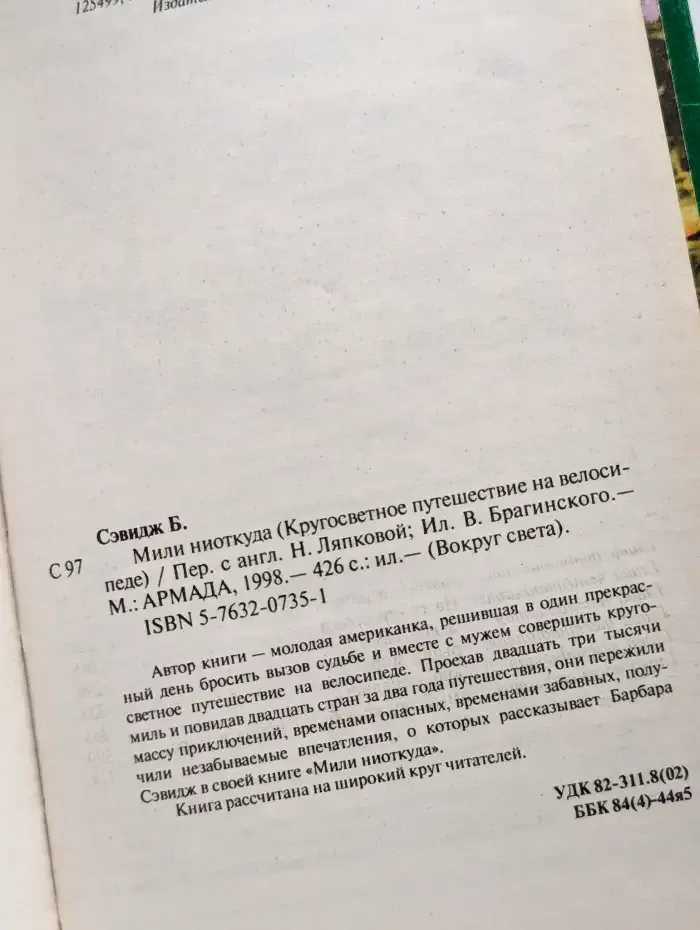 125499,
Сэвидж Б.
С 97
Мили ниоткуда (Кругосветное путешествие на велоси-
педе) / Пер. с англ. Н. Ляпковой; Ил. В. Брагинского.—
М.: АРМАДА, 1998.— 426 с.: ил.— (Вокруг света).
ISBN 5-7632-0735-1
Автор книги — молодая американка, решившая в один прекрас-
ный день бросить вызов судьбе и вместе с мужем совершить круго-
светное путешествие на велосипеде. Проехав двадцать три тысячи
миль и повидав двадцать стран за два года путешествия, они пережили
массу приключений, временами опасных, временами забавных, полу-
чили незабываемые впечатления, о которых рассказывает Барбара
Сэвидж в своей книге «Мили ниоткуда».
Книга рассчитана на широкий круг читателей.
УДК 82-311.8(02)
ББК 84(4)-44я5